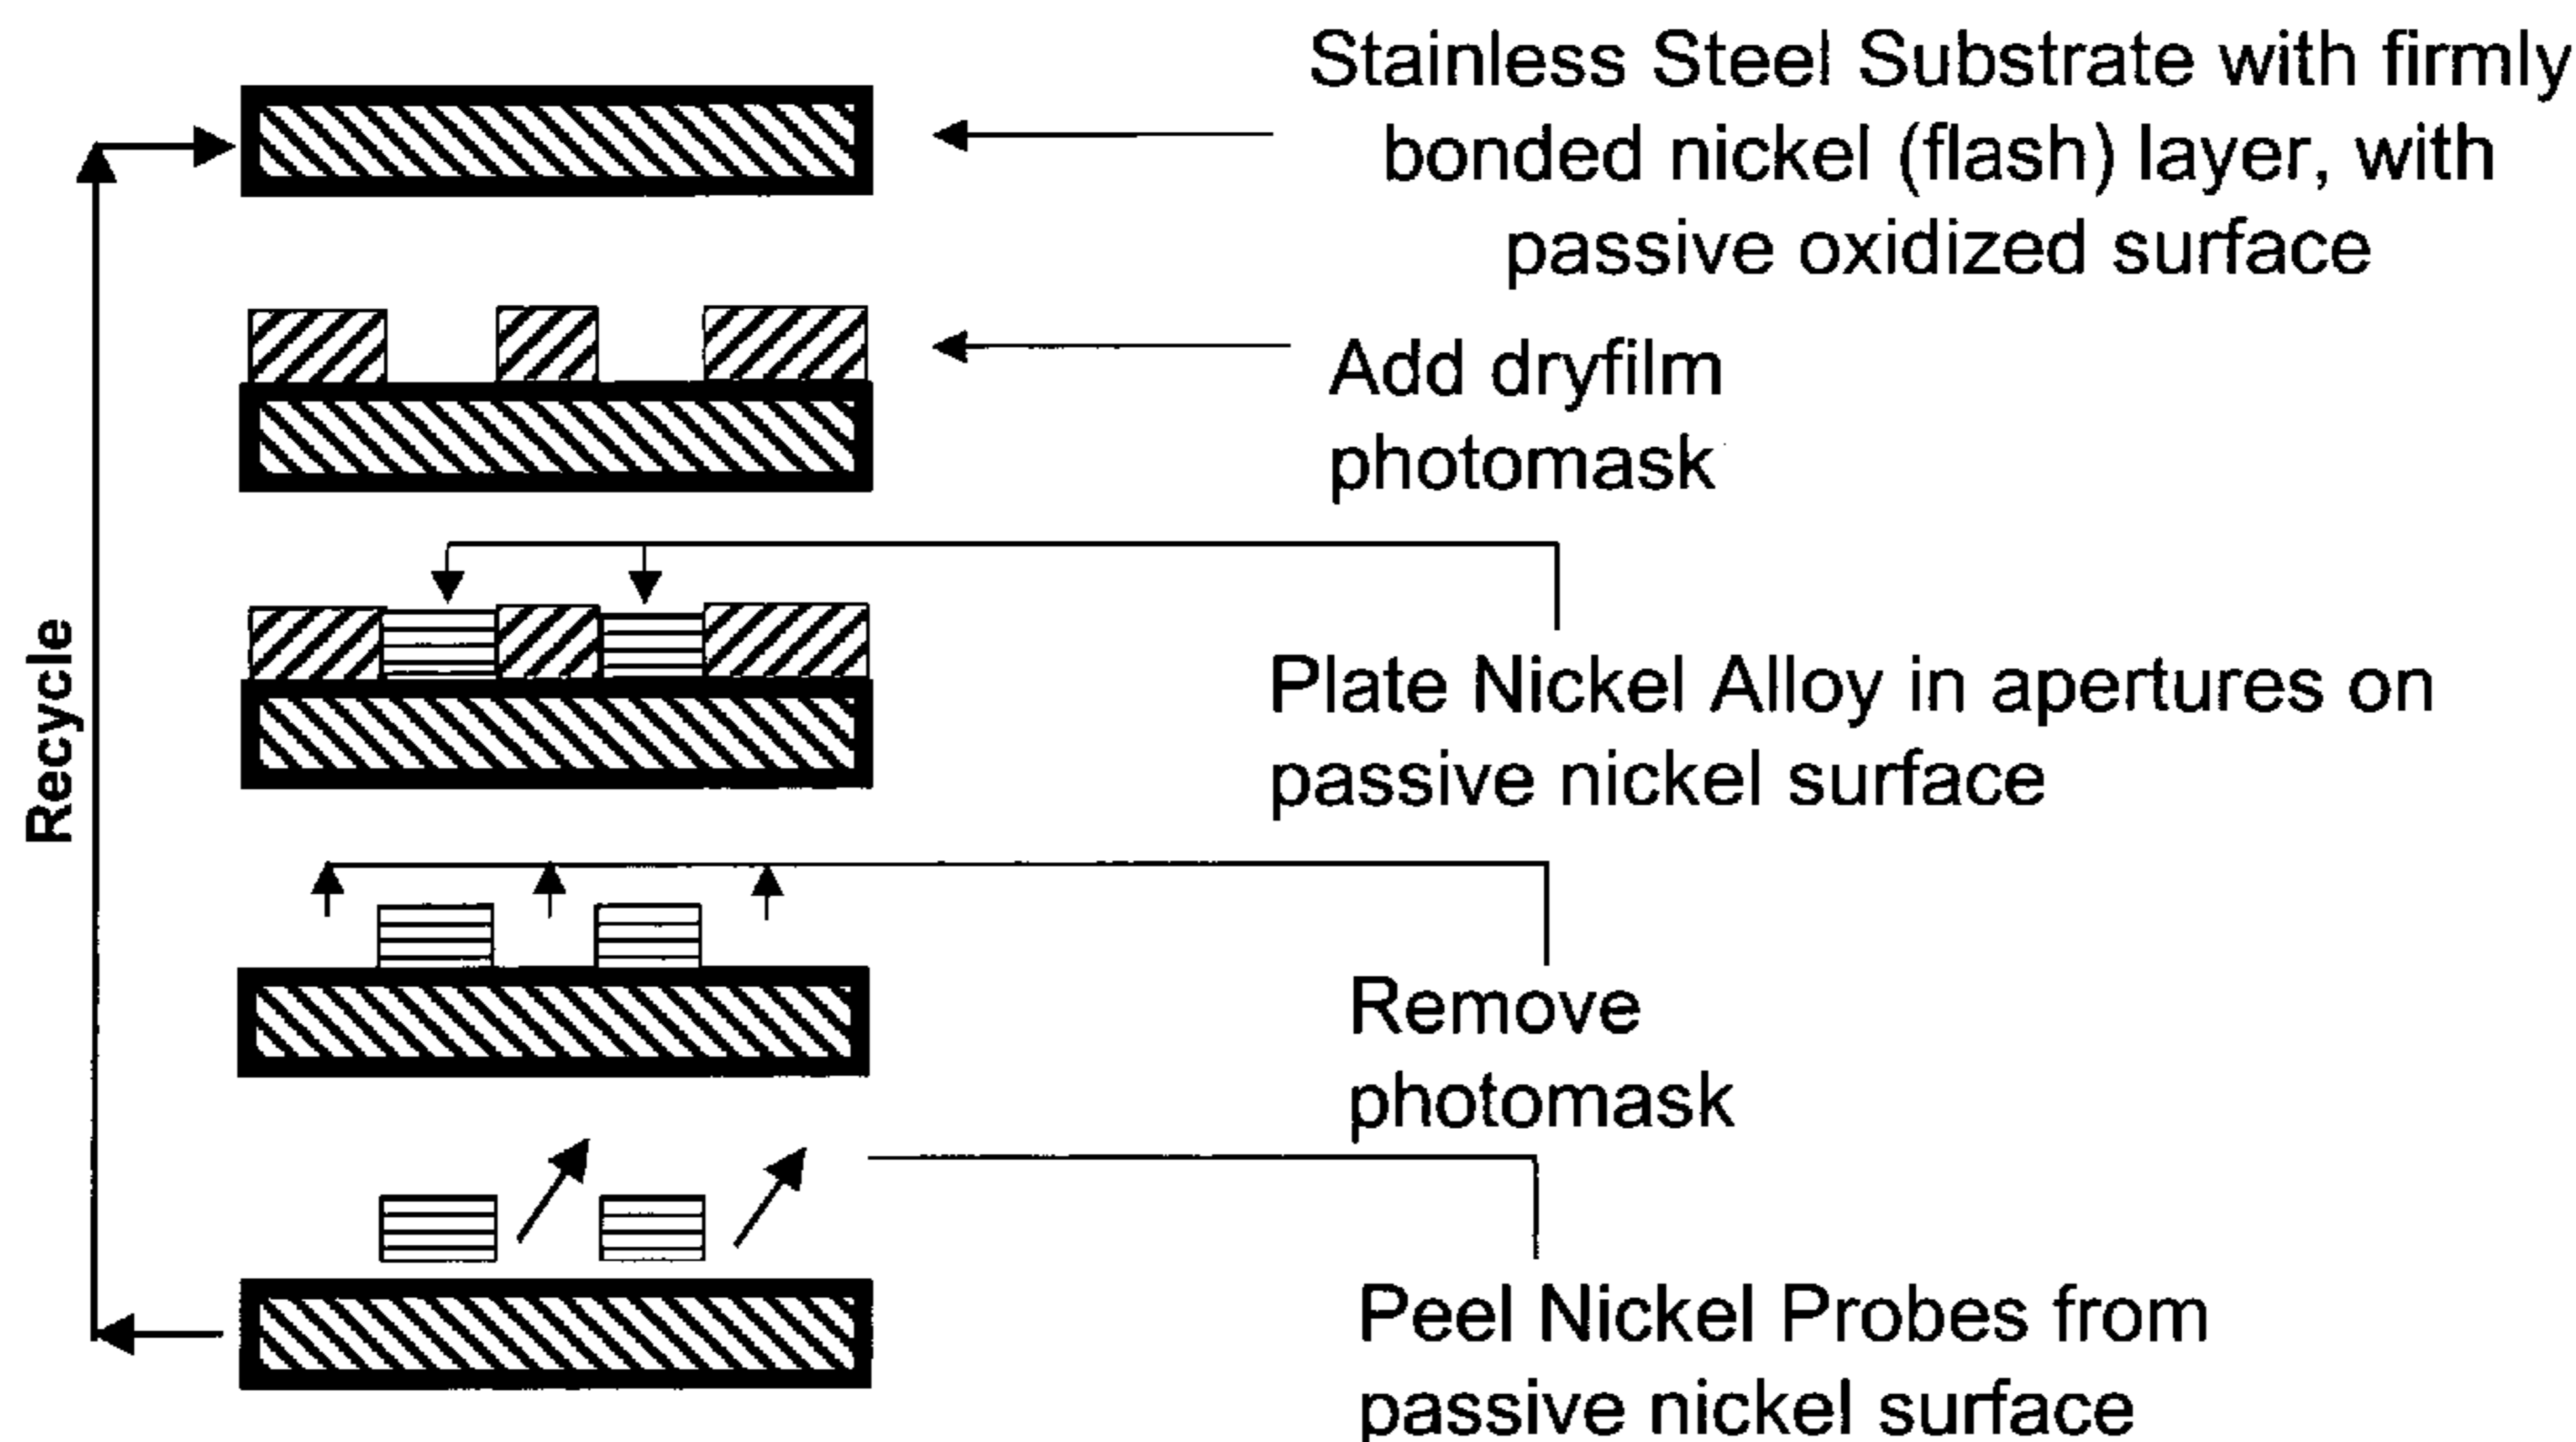 Stainless Steel Substrate with firmly
bonded nickel (flash) layer, with
passive oxidized surface
Add dryfilm
photomask
Plate Nickel Alloy in apertures on
passive nickel surface
Recycle
Remove
photomask
Peel Nickel Probes from
passive nickel surface